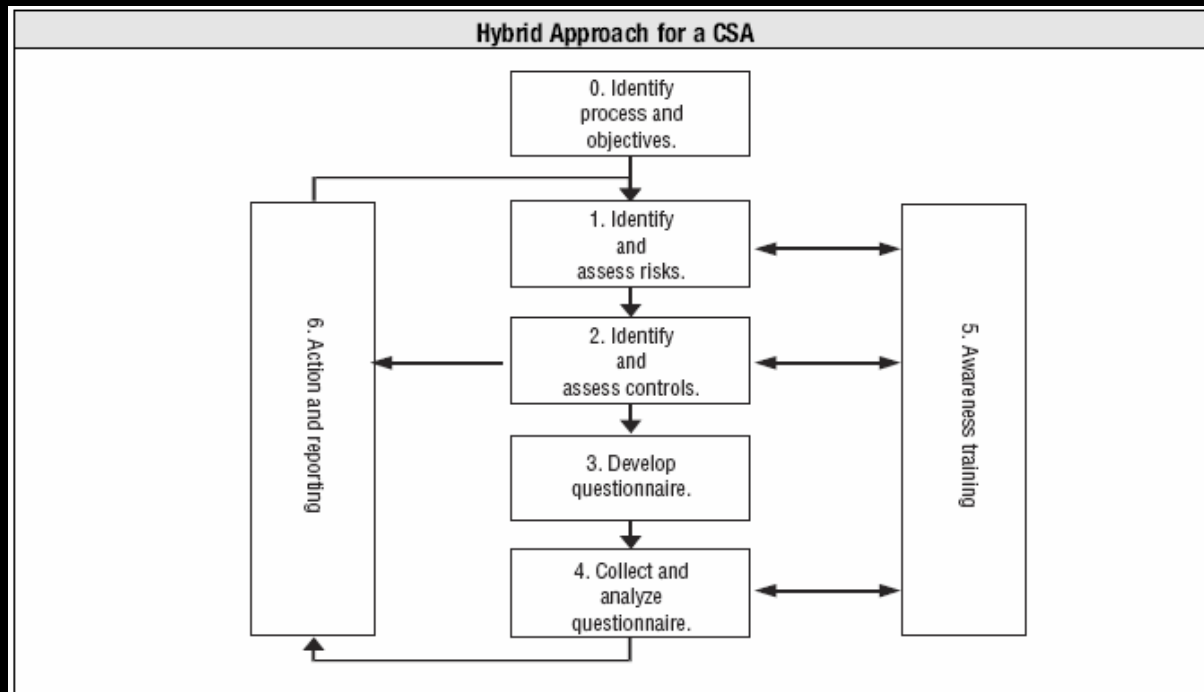 Hybrid Approach for a CSA
0. Identify
process and
objectives.
1. Identify
and
assess risks.
2. Identify
and
assess controls.
3. Develop
questionnaire.
4. Collect and
analyze
questionnaire.
6. Action and reporting
5. Awareness training